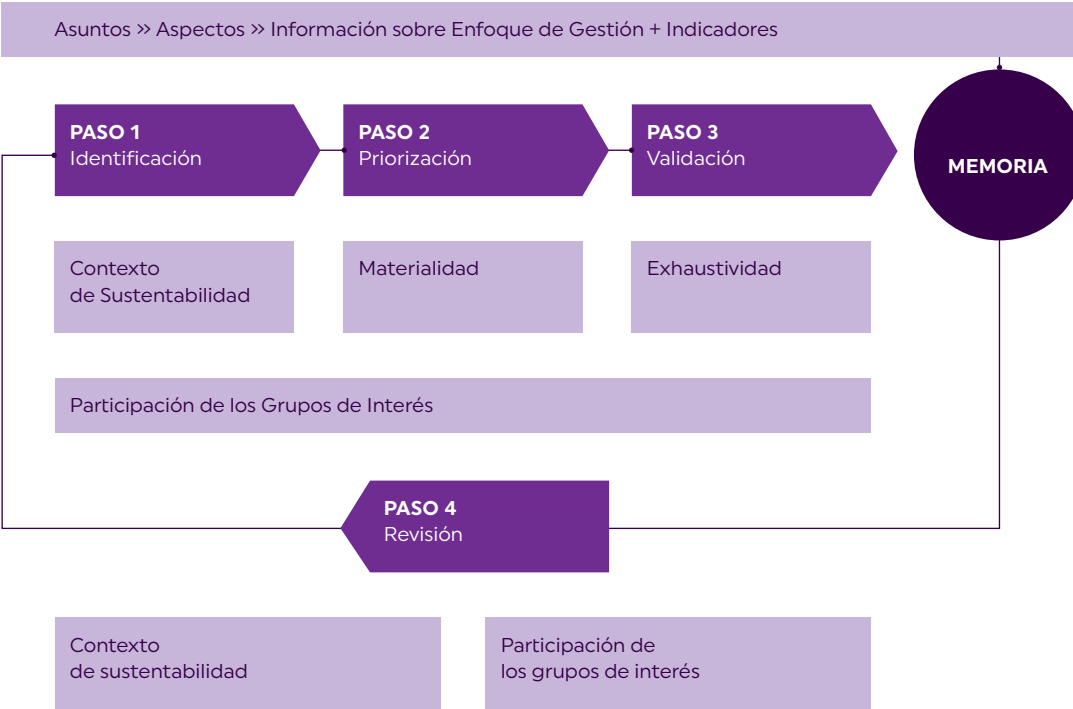 Asuntos >> Aspectos >> Información sobre Enfoque de Gestión + Indicadores
PASO 1
Identificación
PASO 2
Priorización
PASO 3
Validación
MEMORIA
Contexto
de Sustentabilidad
Materialidad
Exhaustividad
Participación de los Grupos de Interés
PASO 4
Revisión
Contexto
de sustentabilidad
Participación de
los grupos de interés